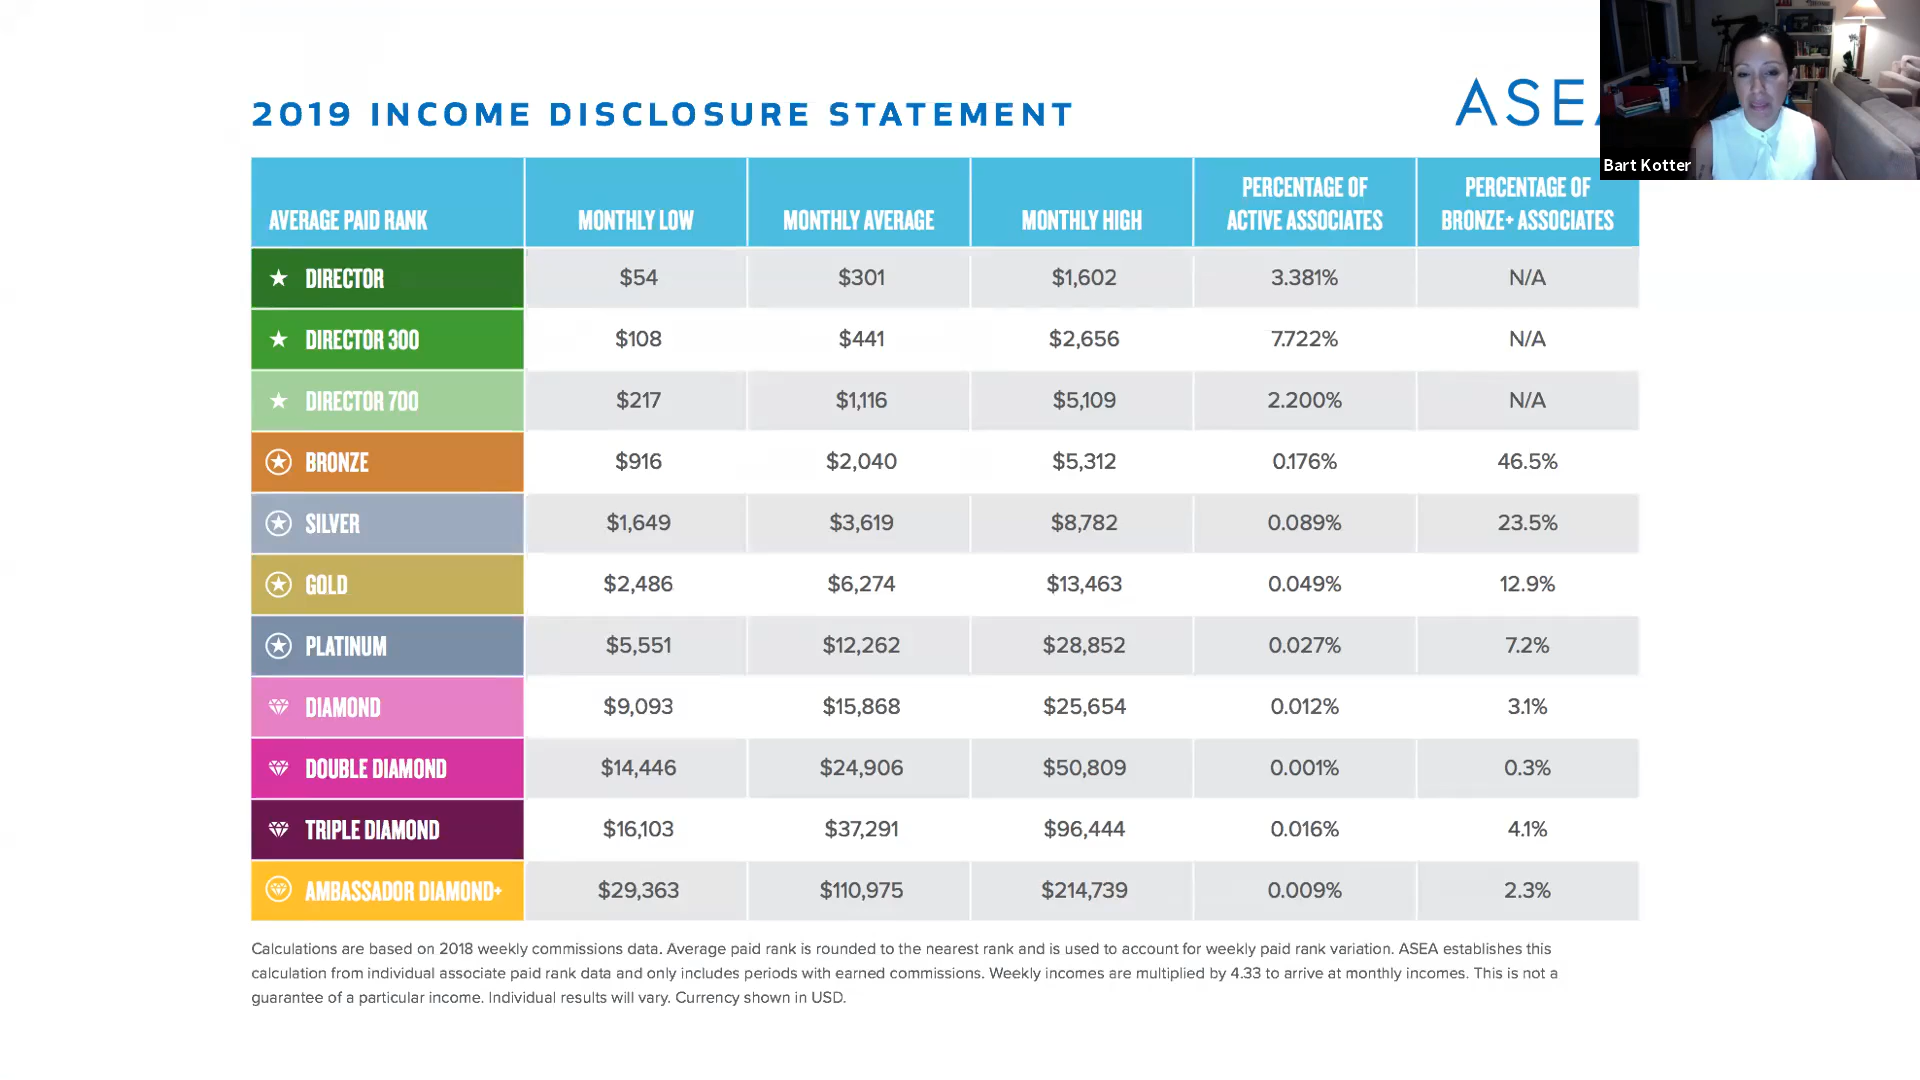 2019 INCOME DISCLOSURE STATEMENT
ASE
Bart Kotter
AVERAGE PAID RANK MONTHLY LOW MONTHLY AVERAGE MONTHLY HIGH PERCENTAGE OF ACTIVE ASSOCIATES PERCENTAGE OF BRONZE+ ASSOCIATES
DIRECTOR $54 $301 $1,602 3.381% N/A
DIRECTOR 300 $108 $441 $2,656 7.722% N/A
DIRECTOR 700 $217 $1,116 $5,109 2.200% N/A
BRONZE $916 $2,040 $5,312 0.176% 46.5%
SILVER $1,649 $3,619 $8,782 0.089% 23.5%
GOLD $2,486 $6,274 $13,463 0.049% 12.9%
PLATINUM $5,551 $12,262 $28,852 0.027% 7.2%
DIAMOND $9,093 $15,868 $25,654 0.012% 3.1%
DOUBLE DIAMOND $14,446 $24,906 $50,809 0.001% 0.3%
TRIPLE DIAMOND $16,103 $37,291 $96,444 0.016% 4.1%
AMBASSADOR DIAMOND+ $29,363 $110,975 $214,739 0.009% 2.3%
Calculations are based on 2018 weekly commissions data. Average paid rank is rounded to the nearest rank and is used to account for weekly paid rank variation. ASEA establishes this
calculation from individual associate paid rank data and only includes periods with earned commissions. Weekly incomes are multiplied by 4.33 to arrive at monthly incomes. This is not a
guarantee of a particular income. Individual results will vary. Currency shown in USD.